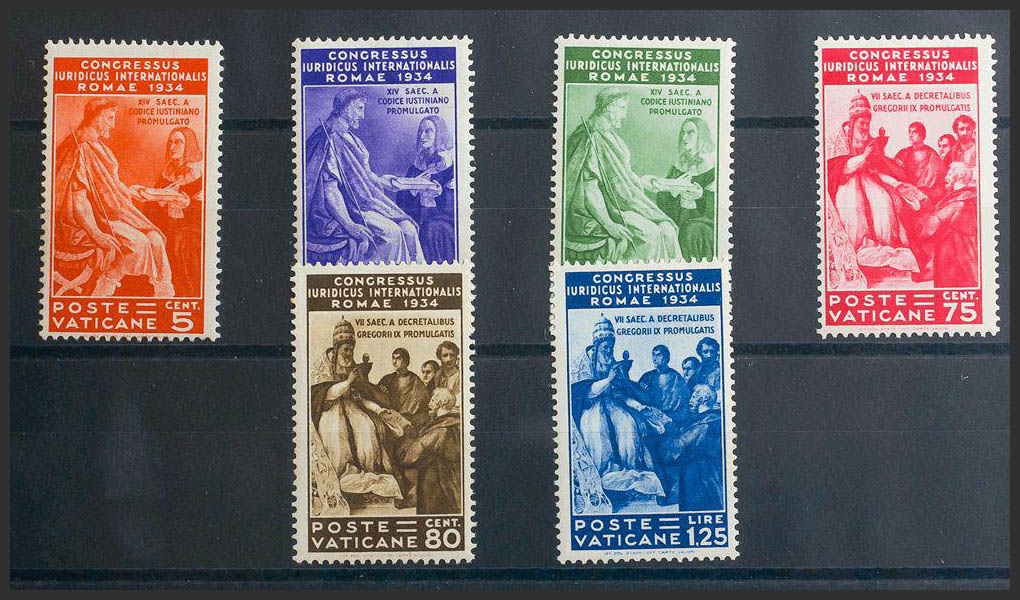 CONGRESSUS
IURIDICUS INTERNATIONALIS
ROMAE 1934
XIV SAEC. A
CODICE IUSTINIANO
PROMULGATO
POSTE = CENT.
VATICANE 5
CONGRESSUS
IURIDICUS INTERNATIONALIS
ROMAE 1934
XIV SAEC. A
CODICE IUSTINIANO
PROMULGATO
CONGRESSUS
IURIDICUS INTERNATIONALIS
ROMAE 1934
XIV SAEC. A
CODICE IUSTINIANO
PROMULGATO
CONGRESSUS
IURIDICUS INTERNATIONALIS
ROMAE 1934
VII SAEC. A DECRETALIBUS
GREGORII IX PROMULGATIS
POSTE = CENT.
VATICANE 75
CONGRESSUS
IURIDICUS INTERNATIONALIS
ROMAE 1934
VII SAEC. A DECRETALIBUS
GREGORII IX PROMULGATIS
POSTE = CENT.
VATICANE 80
CONGRESSUS
IURIDICUS INTERNATIONALIS
ROMAE 1934
VII SAEC. A DECRETALIBUS
GREGORII IX PROMULGATIS
POSTE = LIRE
VATICANE 1,25